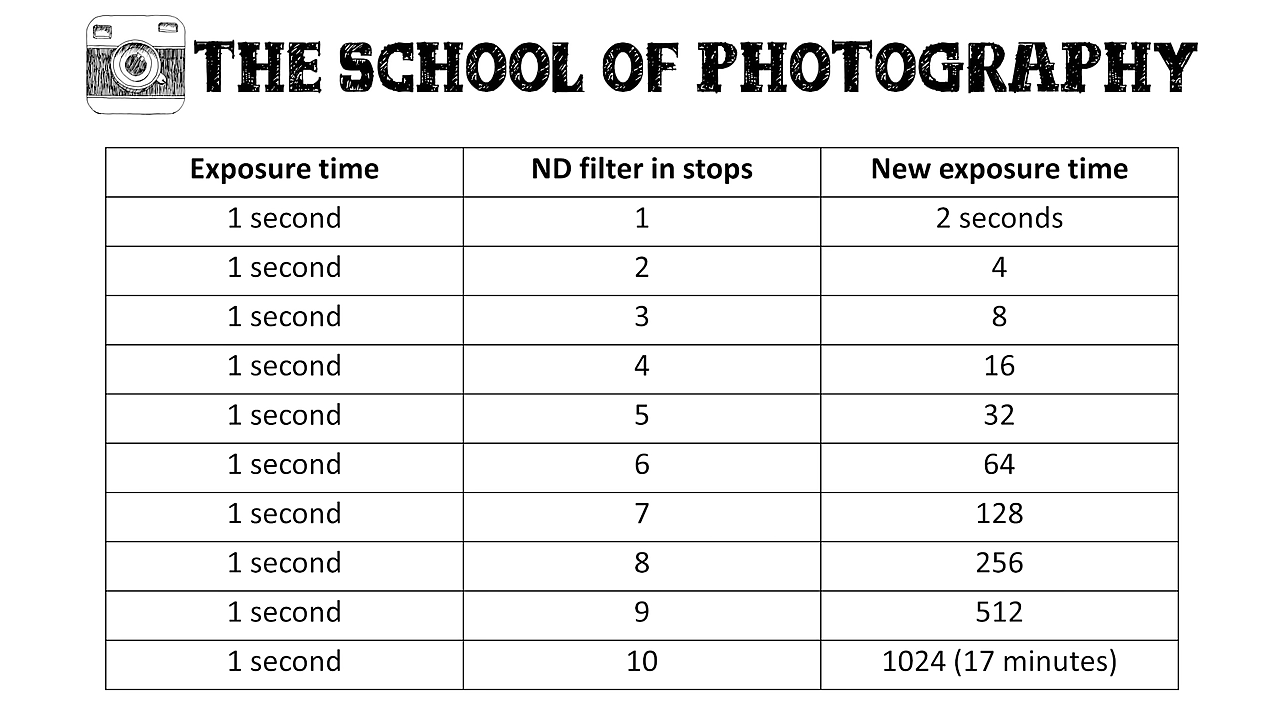 THE SCHOOL OF PHOTOGRAPHY
Exposure time ND filter in stops New exposure time
1 second 1 2 seconds
1 second 2 4
1 second 3 8
1 second 4 16
1 second 5 32
1 second 6 64
1 second 7 128
1 second 8 256
1 second 9 512
1 second 10 1024 (17 minutes)